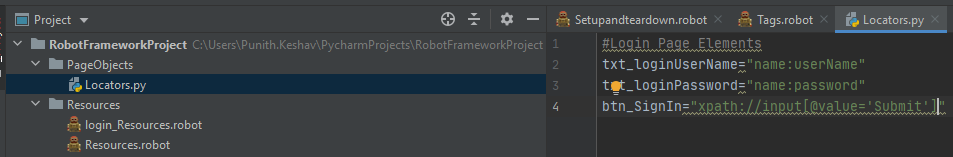 Project
RobotFrameworkProject C:\Users\Punith.Keshav\PycharmProjects\RobotFrameworkProject
PageObjects
Locators.py
Resources
login_Resources.robot
Resources.robot
Setupandteardown.robot Tags.robot Locators.py
1 #Login Page Elements
2 txt_loginUserName="name:userName"
3 txt_loginPassword="name:password"
4 btn_SignIn="xpath://input[@value='Submit']"